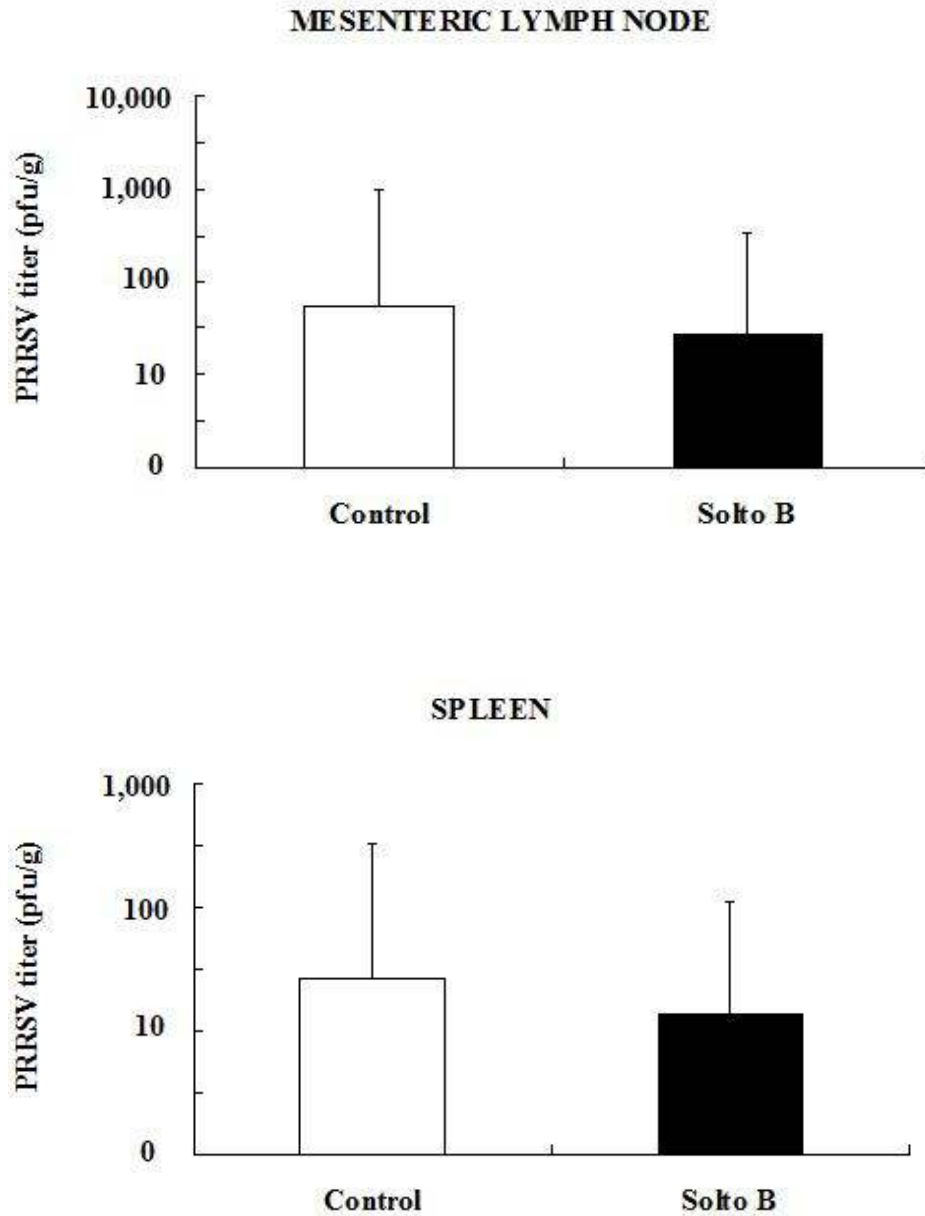 MESENTERIC LYMPH NODE
PRRSV titer (pfu/g)
10,000
1,000
100
10
0
Control Solto B
SPLEEN
PRRSV titer (pfu/g)
1,000
100
10
0
Control Solto B